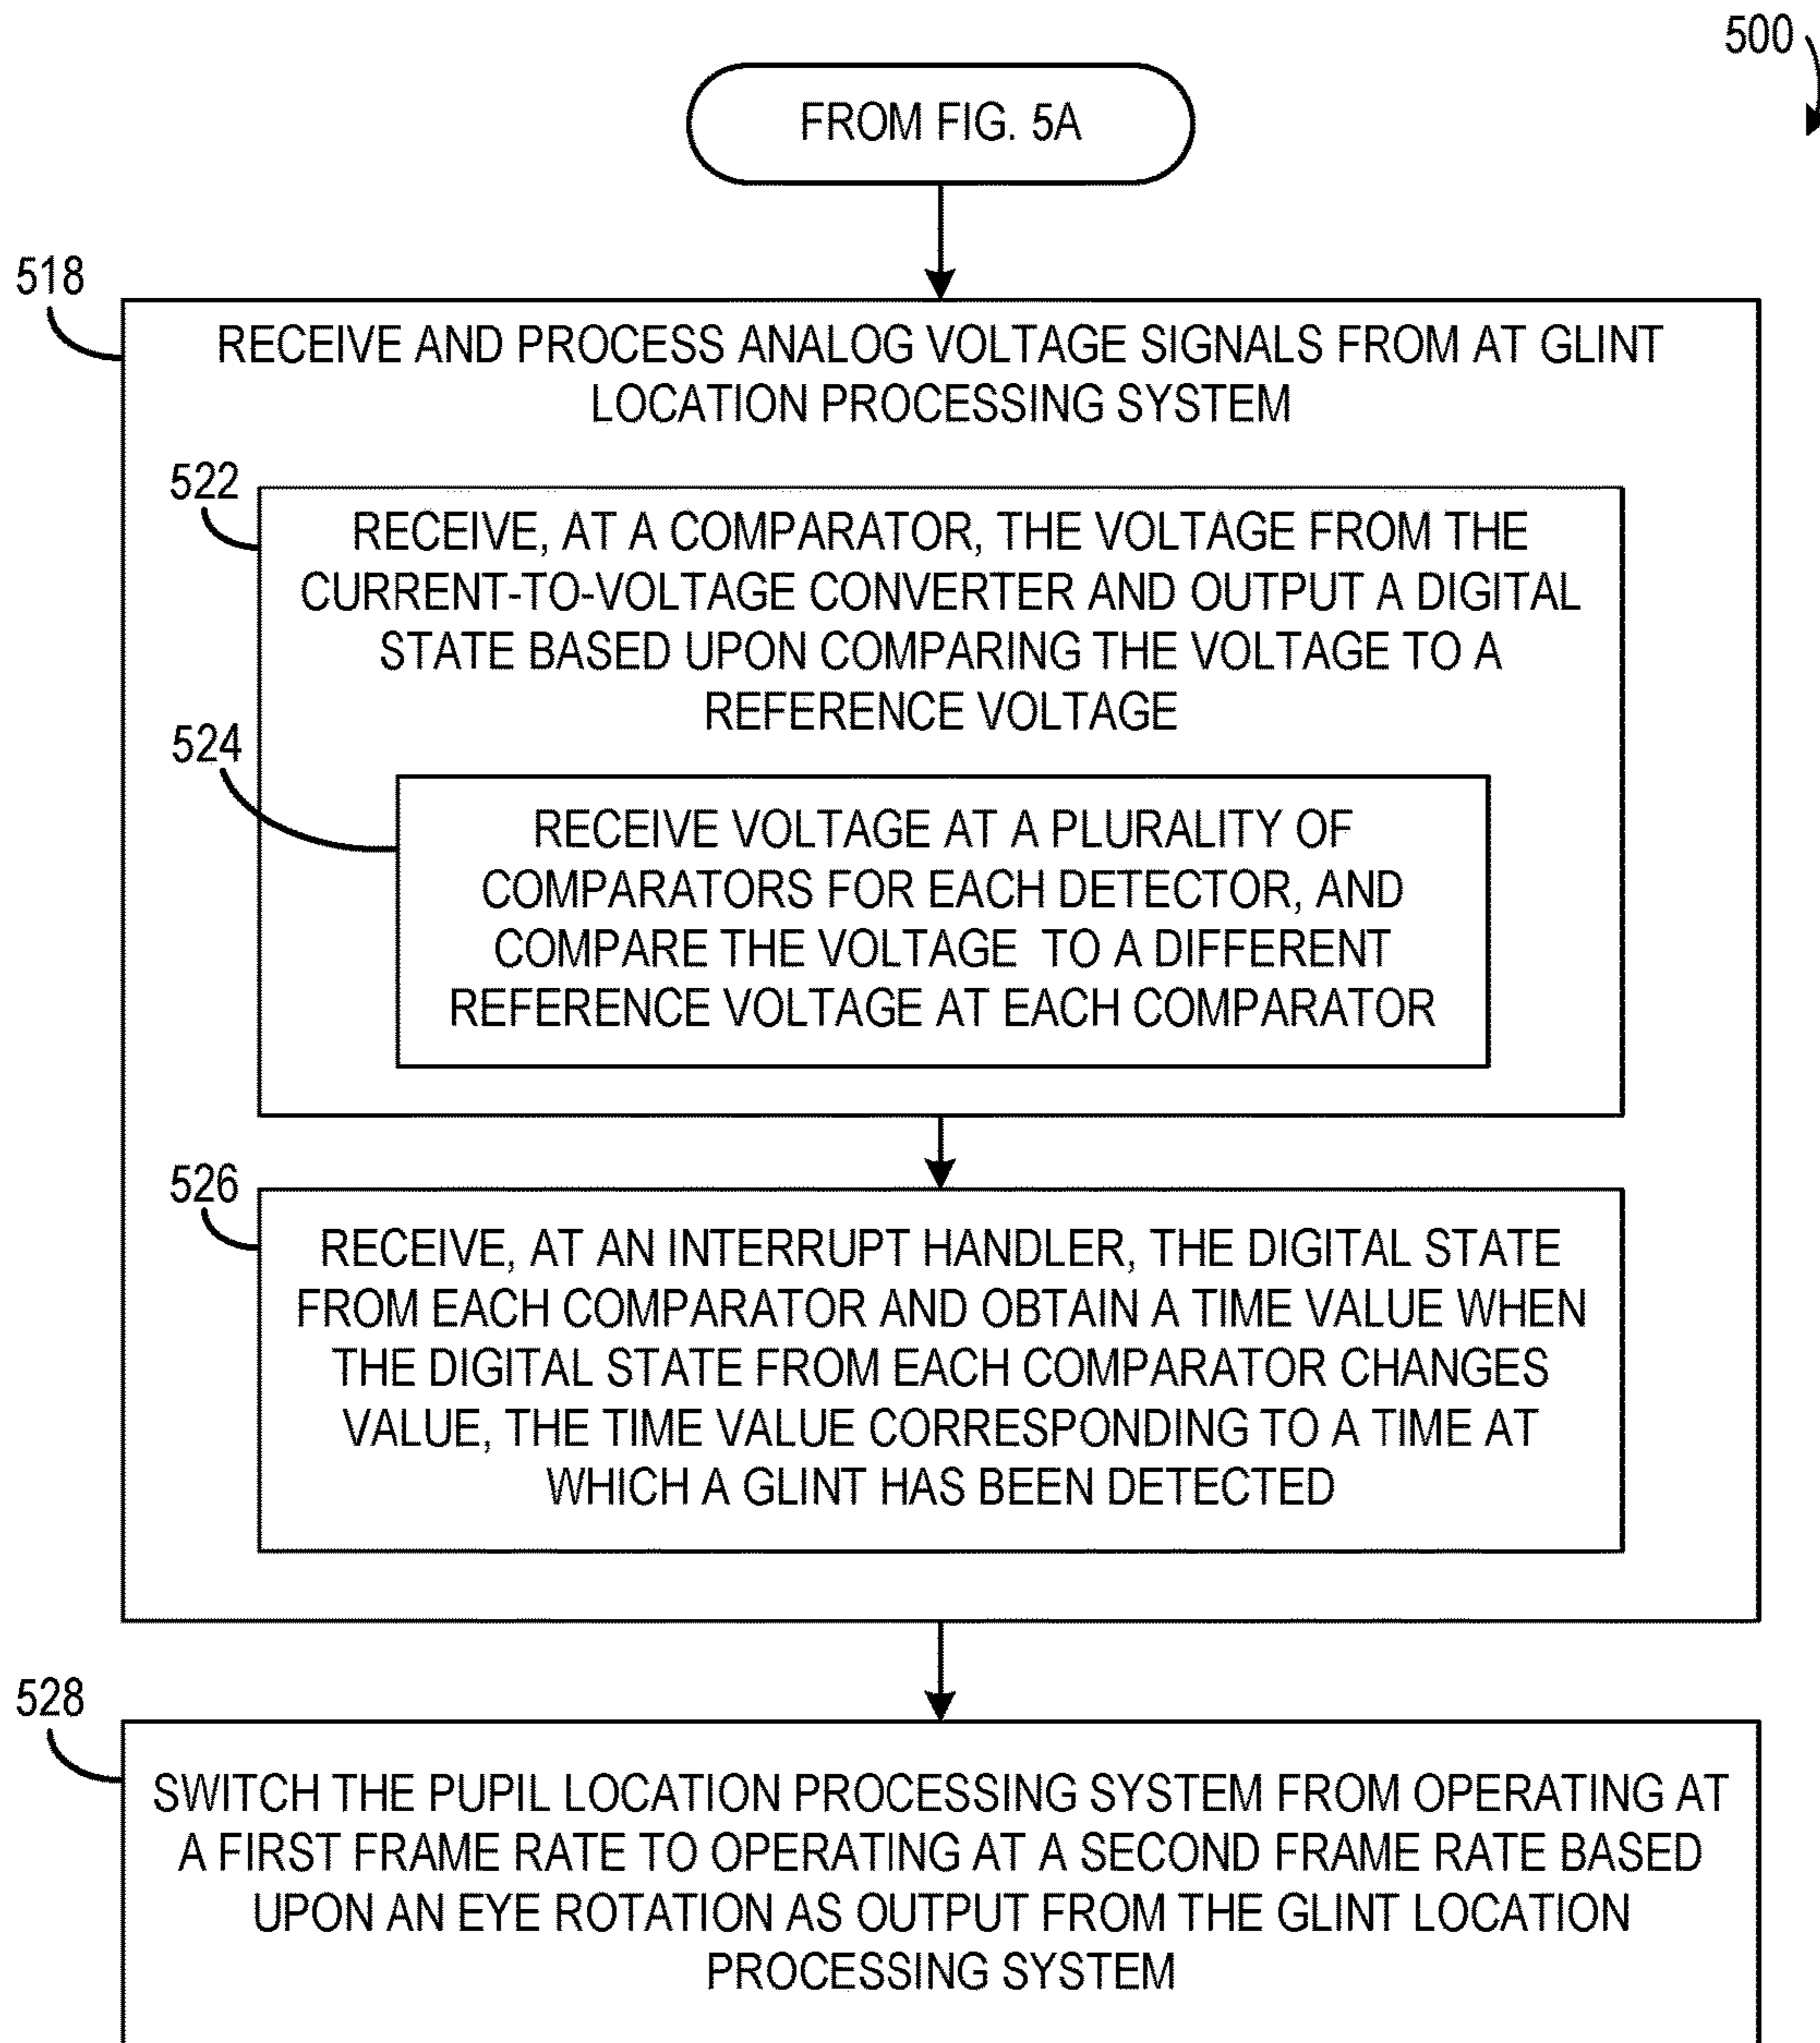 500
FROM FIG. 5A
518
RECEIVE AND PROCESS ANALOG VOLTAGE SIGNALS FROM AT GLINT
LOCATION PROCESSING SYSTEM
522
RECEIVE, AT A COMPARATOR, THE VOLTAGE FROM THE
CURRENT-TO-VOLTAGE CONVERTER AND OUTPUT A DIGITAL
STATE BASED UPON COMPARING THE VOLTAGE TO A
REFERENCE VOLTAGE
524
RECEIVE VOLTAGE AT A PLURALITY OF
COMPARATORS FOR EACH DETECTOR, AND
COMPARE THE VOLTAGE TO A DIFFERENT
REFERENCE VOLTAGE AT EACH COMPARATOR
526
RECEIVE, AT AN INTERRUPT HANDLER, THE DIGITAL STATE
FROM EACH COMPARATOR AND OBTAIN A TIME VALUE WHEN
THE DIGITAL STATE FROM EACH COMPARATOR CHANGES
VALUE, THE TIME VALUE CORRESPONDING TO A TIME AT
WHICH A GLINT HAS BEEN DETECTED
528
SWITCH THE PUPIL LOCATION PROCESSING SYSTEM FROM OPERATING AT
A FIRST FRAME RATE TO OPERATING AT A SECOND FRAME RATE BASED
UPON AN EYE ROTATION AS OUTPUT FROM THE GLINT LOCATION
PROCESSING SYSTEM